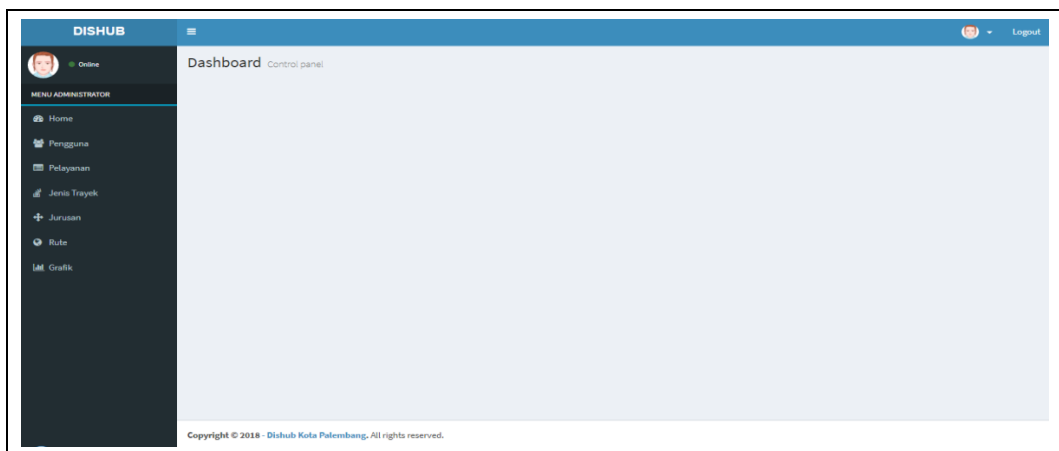 DISHUB
Logout
Online
Dashboard Control panel
MENU ADMINISTRATOR
Home
Pengguna
Pelayanan
Jenis Trayek
Jurusan
Rute
Grafik
Copyright © 2018 - Dishub Kota Palembang. All rights reserved.